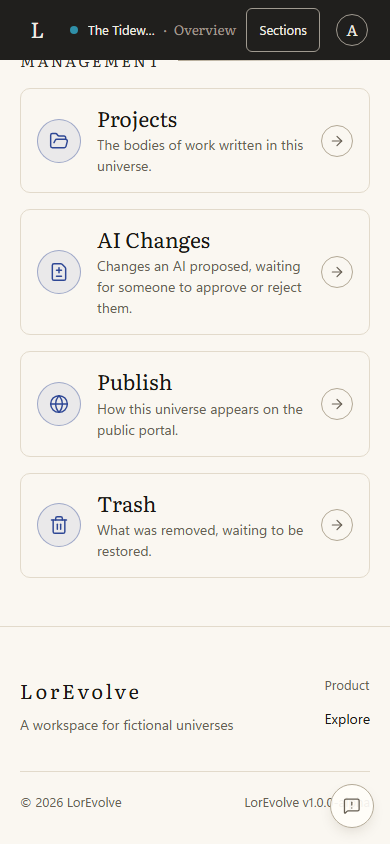 L
The Tidew... · Overview
Sections
A
MANAGEMENT
Projects
The bodies of work written in this
universe.
AI Changes
Changes an AI proposed, waiting
for someone to approve or reject
them.
Publish
How this universe appears on the
public portal.
Trash
What was removed, waiting to be
restored.
LorEvolve
Product
A workspace for fictional universes
Explore
© 2026 LorEvolve
LorEvolve v1.0.0